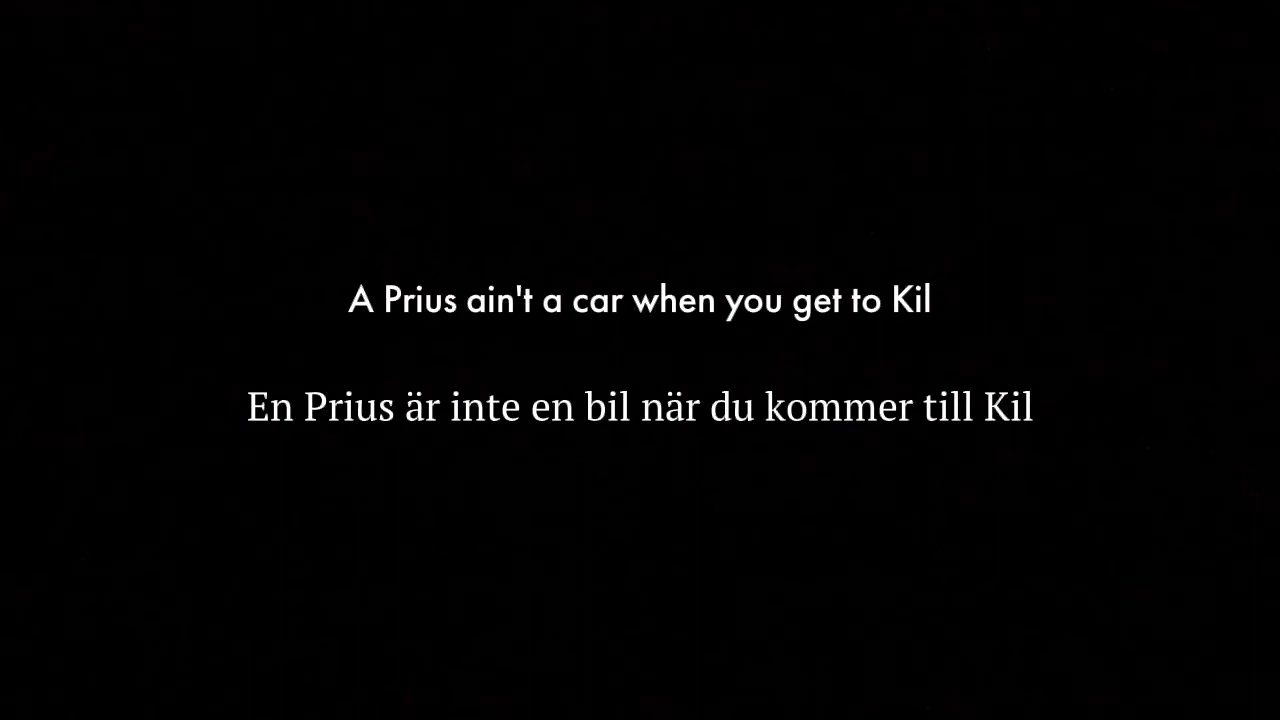 A Prius ain't a car when you get to Kil
En Prius är inte en bil när du kommer till Kil